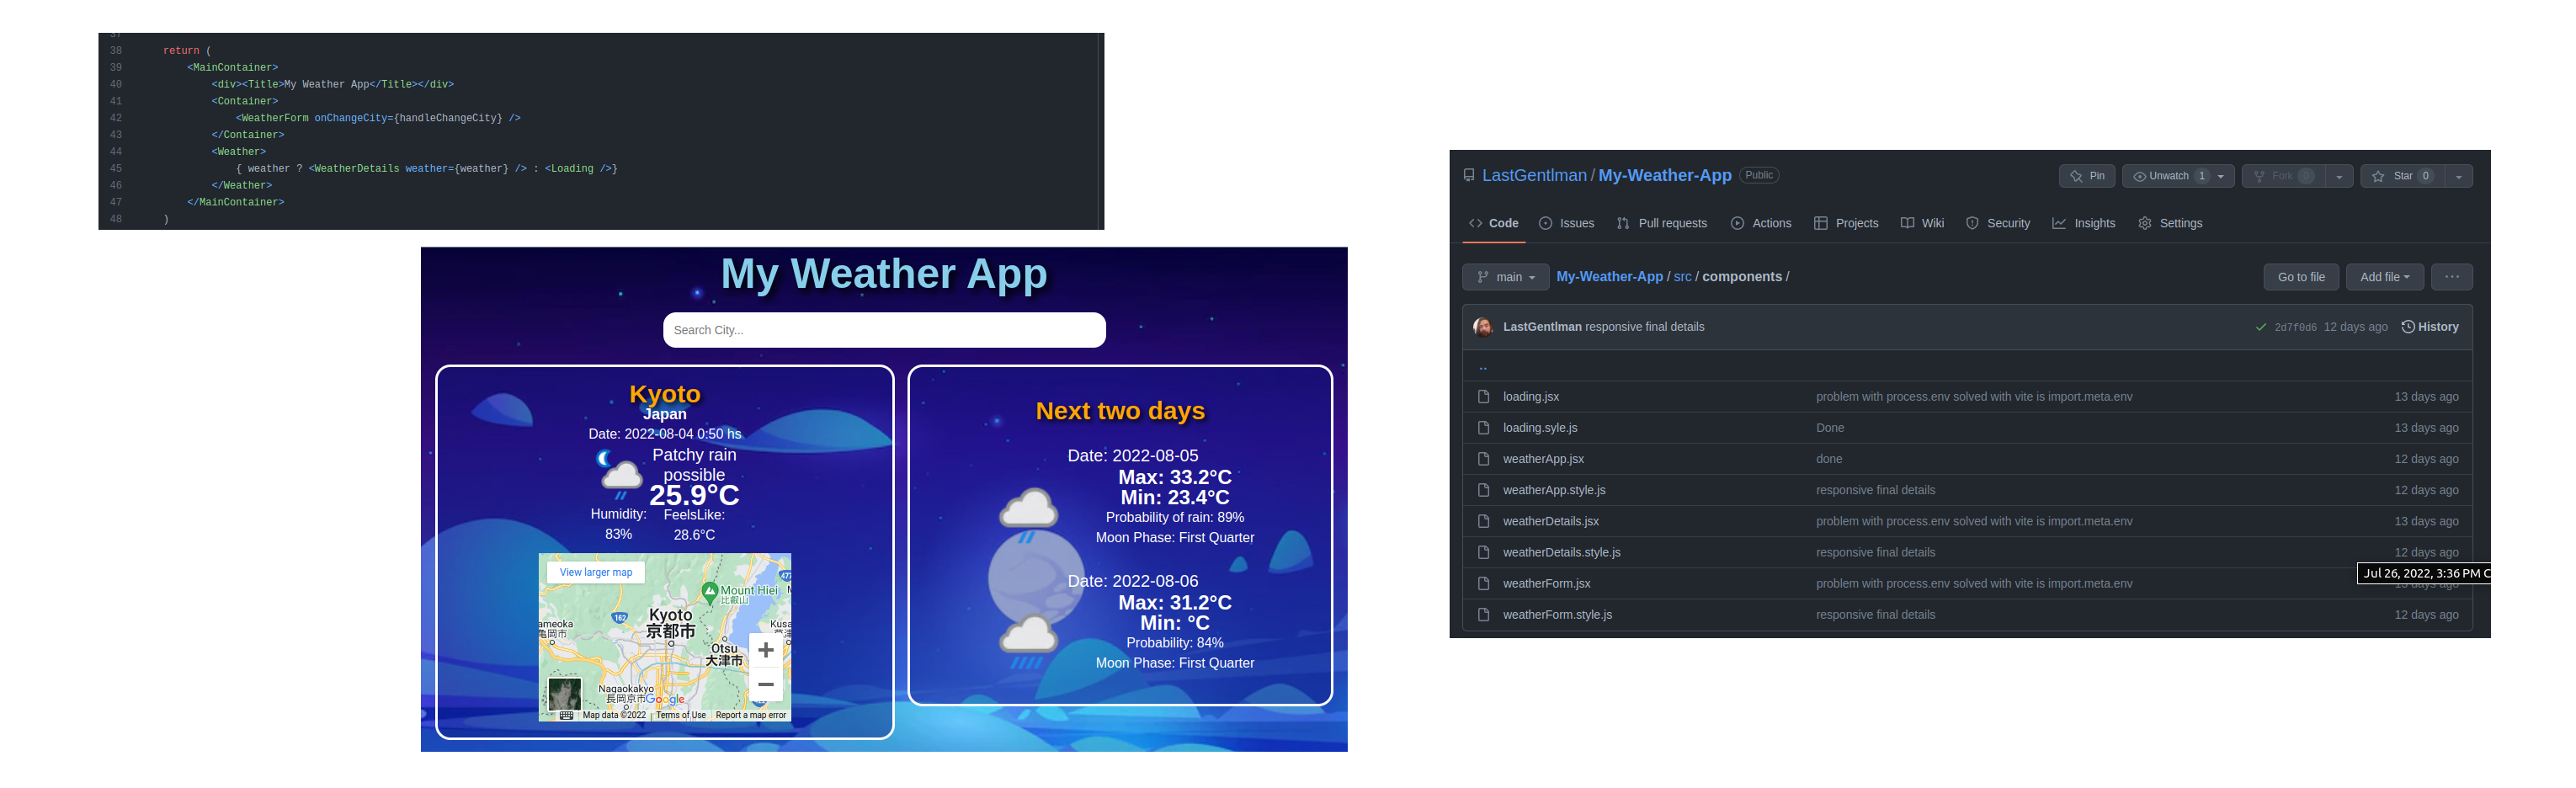 37
38 return (
39 <MainContainer>
40 <div><Title>My Weather App</Title></div>
41 <Container>
42 <WeatherForm onChangeCity={handleChangeCity} />
43 </Container>
44 <Weather>
45 { weather ? <WeatherDetails weather={weather} /> : <Loading />}
46 </Weather>
47 </MainContainer>
48 )
My Weather App
Search City...
Kyoto
Japan
Date: 2022-08-04 0:50 hs
Patchy rain
possible
25.9°C
Humidity:
83%
FeelsLike:
28.6°C
View larger map
Mount Hiei
比叡山
477
162
Kyoto
京都市
ameoka
亀岡市
Kusa
Otsu
大津市
Nagaokakyo
長岡京市
Google
Map data ©2022
Terms of Use
Report a map error
Next two days
Date: 2022-08-05
Max: 33.2°C
Min: 23.4°C
Probability of rain: 89%
Moon Phase: First Quarter
Date: 2022-08-06
Max: 31.2°C
Min: °C
Probability: 84%
Moon Phase: First Quarter
LastGentlman / My-Weather-App Public
Pin
Unwatch 1
Fork 0
Star 0
Code Issues Pull requests Actions Projects Wiki Security Insights Settings
main My-Weather-App / src / components /
Go to file Add file ...
LastGentlman responsive final details 2d7f0d6 12 days ago History
..
loading.jsx problem with process.env solved with vite is import.meta.env 13 days ago
loading.syle.js Done 13 days ago
weatherApp.jsx done 12 days ago
weatherApp.style.js responsive final details 12 days ago
weatherDetails.jsx problem with process.env solved with vite is import.meta.env 13 days ago
weatherDetails.style.js responsive final details 12 days ago
Jul 26, 2022, 3:36 PM C
weatherForm.jsx problem with process.env solved with vite is import.meta.env 13 days ago
weatherForm.style.js responsive final details 12 days ago